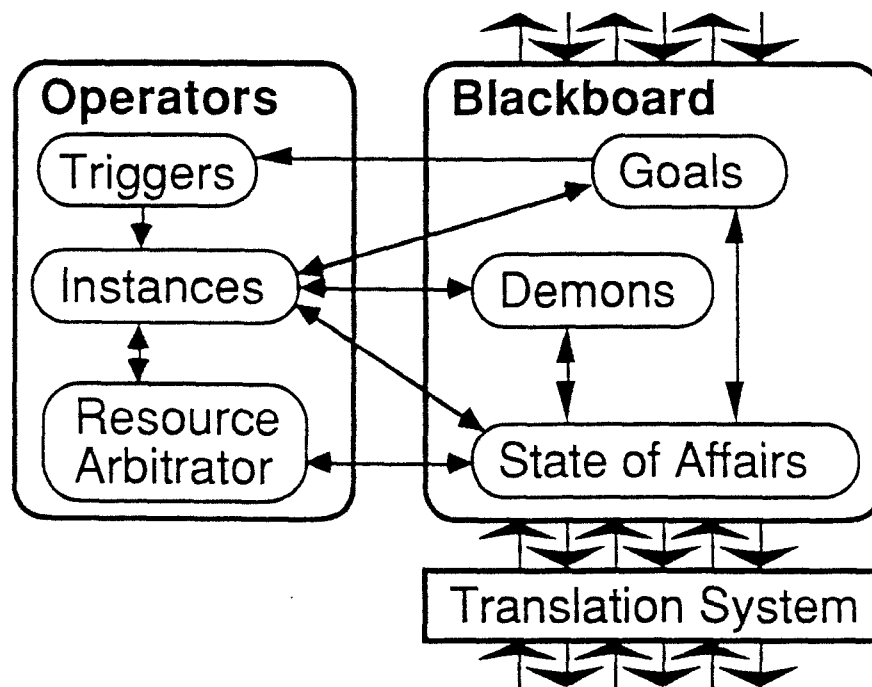 Operators
Triggers
Instances
Resource
Arbitrator
Blackboard
Goals
Demons
State of Affairs
Translation System